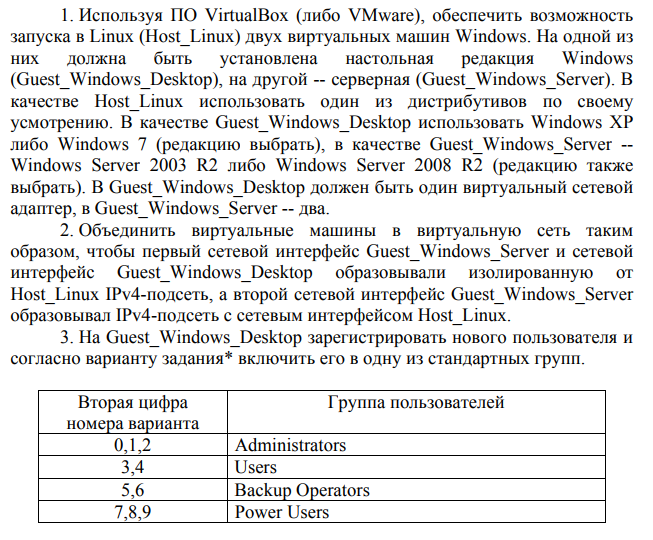 1. Используя ПО VirtualBox (либо VMware), обеспечить возможность
запуска в Linux (Host_Linux) двух виртуальных машин Windows. На одной из
них должна быть установлена настольная редакция Windows
(Guest_Windows_Desktop), на другой -- серверная (Guest_Windows_Server). В
качестве Host_Linux использовать один из дистрибутивов по своему
усмотрению. В качестве Guest_Windows_Desktop использовать Windows XP
либо Windows 7 (редакцию выбрать), в качестве Guest_Windows_Server --
Windows Server 2003 R2 либо Windows Server 2008 R2 (редакцию также
выбрать). В Guest_Windows_Desktop должен быть один виртуальный сетевой
адаптер, в Guest_Windows_Server -- два.
2. Объединить виртуальные машины в виртуальную сеть таким
образом, чтобы первый сетевой интерфейс Guest_Windows_Server и сетевой
интерфейс Guest_Windows_Desktop образовывали изолированную от
Host_Linux IPv4-подсеть, а второй сетевой интерфейс Guest_Windows_Server
образовывал IPv4-подсеть с сетевым интерфейсом Host_Linux.
3. На Guest_Windows_Desktop зарегистрировать нового пользователя и
согласно варианту задания* включить его в одну из стандартных групп.
Вторая цифра
номера варианта
Группа пользователей
0,1,2 Administrators
3,4 Users
5,6 Backup Operators
7,8,9 Power Users